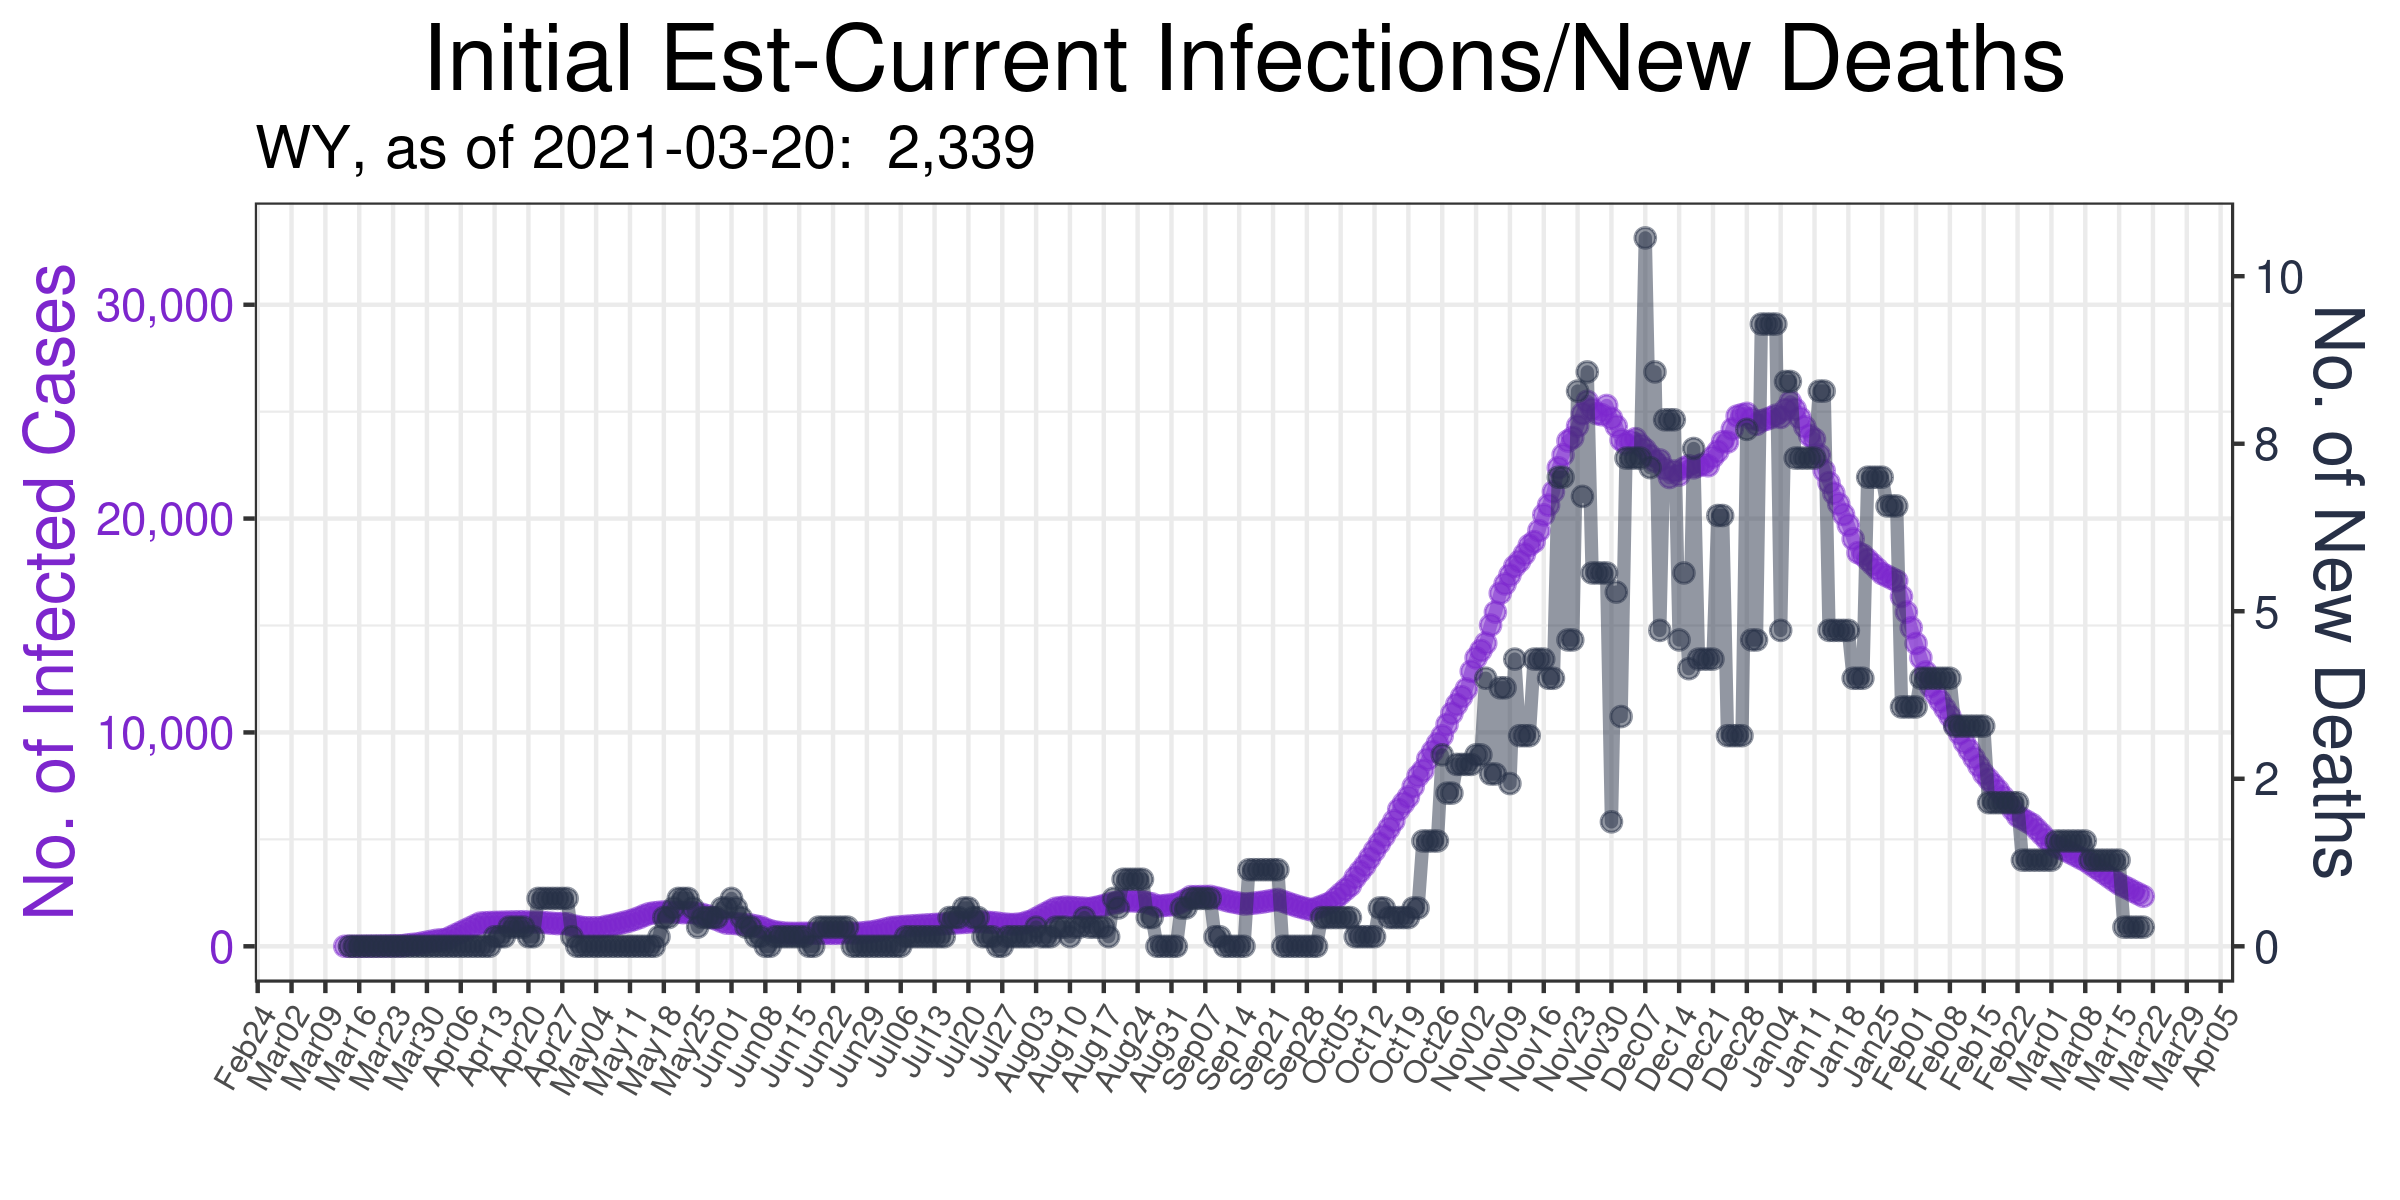 Initial Est-Current Infections/New Deaths
WY, as of 2021-03-20:  2,339
No. of Infected Cases
30,000
20,000
10,000
0
10
8
5
2
0
No. of New Deaths
Feb24
Mar02
Mar09
Mar16
Mar23
Mar30
Apr06
Apr13
Apr20
Apr27
May04
May11
May18
May25
Jun01
Jun08
Jun15
Jun22
Jun29
Jul06
Jul13
Jul20
Jul27
Aug03
Aug10
Aug17
Aug24
Aug31
Sep07
Sep14
Sep21
Sep28
Oct05
Oct12
Oct19
Oct26
Nov02
Nov09
Nov16
Nov23
Nov30
Dec07
Dec14
Dec21
Dec28
Jan04
Jan11
Jan18
Jan25
Feb01
Feb08
Feb15
Feb22
Mar01
Mar08
Mar15
Mar22
Mar29
Apr05